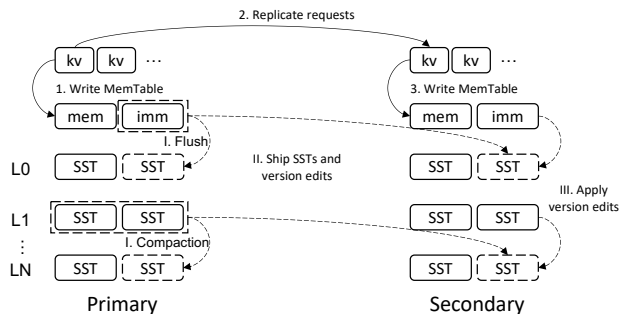 2. Replicate requests
kv kv ... kv kv ...
1. Write MemTable 3. Write MemTable
mem imm mem imm
I. Flush
II. Ship SSTs and
version edits
L0 SST SST SST SST
III. Apply
version edits
L1 SST SST SST SST
I. Compaction
⋮
LN SST SST SST SST
Primary Secondary